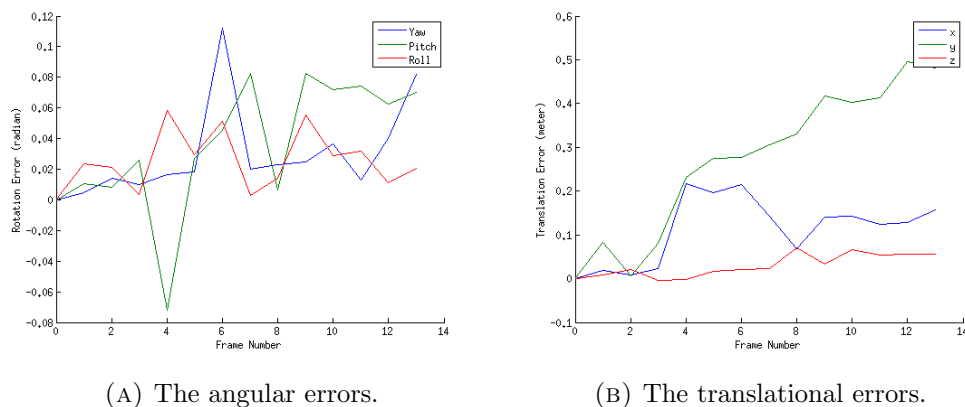 0.12
0.1
0.08
0.06
0.04
0.02
0
-0.02
-0.04
-0.06
-0.08
Rotation Error (radian)
0 2 4 6 8 10 12 14
Frame Number
Yaw
Pitch
Roll
(A) The angular errors.
0.6
0.5
0.4
0.3
0.2
0.1
0
-0.1
Translation Error (meter)
0 2 4 6 8 10 12 14
Frame Number
x
y
z
(B) The translational errors.